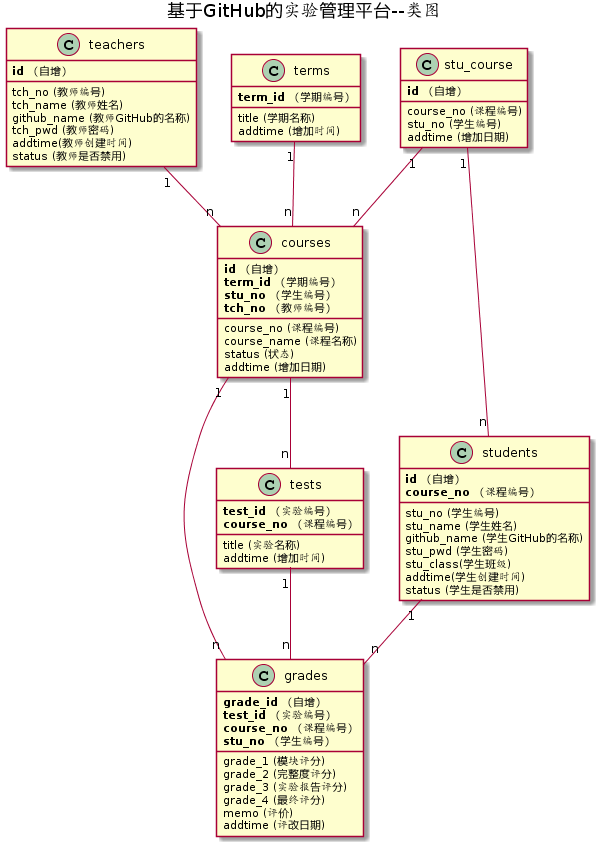 基于GitHub的实验管理平台--类图
C teachers
id （自增）
tch_no (教师编号)
tch_name (教师姓名)
github_name (教师GitHub的名称)
tch_pwd (教师密码)
addtime(教师创建时间)
status (教师是否禁用)
C terms
term_id （学期编号）
title (学期名称)
addtime (增加时间)
C stu_course
id （自增）
course_no (课程编号)
stu_no (学生编号)
addtime (增加日期)
1
1
1
1
n
n
n
C courses
id （自增）
term_id （学期编号）
stu_no （学生编号）
tch_no （教师编号）
course_no (课程编号)
course_name (课程名称)
status (状态)
addtime (增加日期)
1
1
n
n
C tests
test_id （实验编号）
course_no （课程编号）
title (实验名称)
addtime (增加时间)
C students
id （自增）
course_no （课程编号）
stu_no (学生编号)
stu_name (学生姓名)
github_name (学生GitHub的名称)
stu_pwd (学生密码)
stu_class(学生班级)
addtime(学生创建时间)
status (学生是否禁用)
1
1
n
n
n
C grades
grade_id （自增）
test_id （实验编号）
course_no （课程编号）
stu_no （学生编号）
grade_1 (模块评分)
grade_2 (完整度评分)
grade_3 (实验报告评分)
grade_4 (最终评分)
memo (评价)
addtime (评改日期)